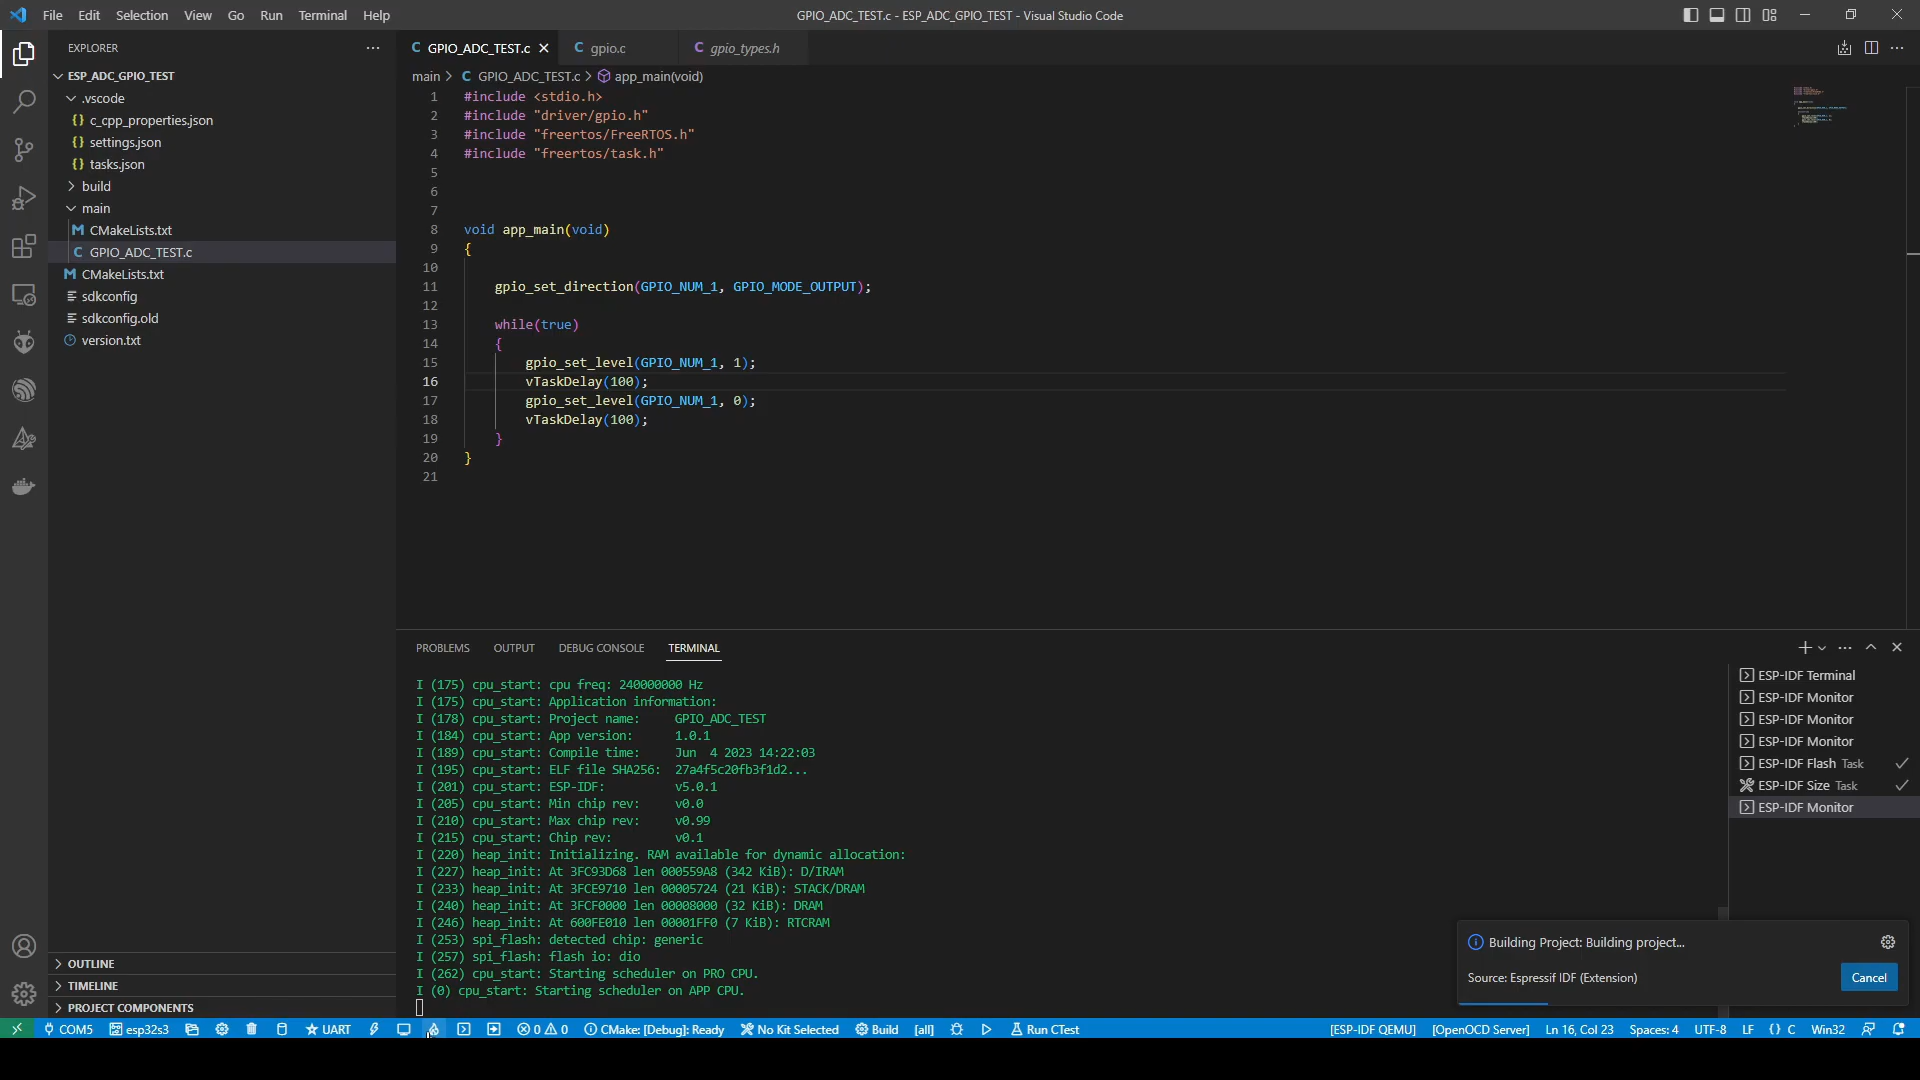 File Edit Selection View Go Run Terminal Help
GPIO_ADC_TEST.c - ESP_ADC_GPIO_TEST - Visual Studio Code
EXPLORER
ESP_ADC_GPIO_TEST
.vscode
{} c_cpp_properties.json
{} settings.json
{} tasks.json
build
main
M CMakeLists.txt
C GPIO_ADC_TEST.c
M CMakeLists.txt
sdkconfig
sdkconfig.old
version.txt
OUTLINE
TIMELINE
PROJECT COMPONENTS
C GPIO_ADC_TEST.c
C gpio.c
C gpio_types.h
main > C GPIO_ADC_TEST.c > app_main(void)
1 #include <stdio.h>
2 #include "driver/gpio.h"
3 #include "freertos/FreeRTOS.h"
4 #include "freertos/task.h"
5
6
7
8 void app_main(void)
9 {
10
11 gpio_set_direction(GPIO_NUM_1, GPIO_MODE_OUTPUT);
12
13 while(true)
14 {
15 gpio_set_level(GPIO_NUM_1, 1);
16 vTaskDelay(100);
17 gpio_set_level(GPIO_NUM_1, 0);
18 vTaskDelay(100);
19 }
20 }
21
PROBLEMS OUTPUT DEBUG CONSOLE TERMINAL
I (175) cpu_start: cpu freq: 240000000 Hz
I (175) cpu_start: Application information:
I (178) cpu_start: Project name: GPIO_ADC_TEST
I (184) cpu_start: App version: 1.0.1
I (189) cpu_start: Compile time: Jun 4 2023 14:22:03
I (195) cpu_start: ELF file SHA256: 27a4f5c20fb3f1d2...
I (201) cpu_start: ESP-IDF: v5.0.1
I (205) cpu_start: Min chip rev: v0.0
I (210) cpu_start: Max chip rev: v0.99
I (215) cpu_start: Chip rev: v0.1
I (220) heap_init: Initializing. RAM available for dynamic allocation:
I (227) heap_init: At 3FC93D68 len 000559A8 (342 KiB): D/IRAM
I (233) heap_init: At 3FCE9710 len 00005724 (21 KiB): STACK/DRAM
I (240) heap_init: At 3FCF0000 len 00008000 (32 KiB): DRAM
I (246) heap_init: At 600FE010 len 00001FF0 (7 KiB): RTCRAM
I (253) spi_flash: detected chip: generic
I (257) spi_flash: flash io: dio
I (262) cpu_start: Starting scheduler on PRO CPU.
I (0) cpu_start: Starting scheduler on APP CPU.
ESP-IDF Terminal
ESP-IDF Monitor
ESP-IDF Monitor
ESP-IDF Monitor
ESP-IDF Flash Task
ESP-IDF Size Task
ESP-IDF Monitor
Building Project: Building project...
Source: Espressif IDF (Extension)
Cancel
COM5 esp32s3 UART 0 0 CMake: [Debug]: Ready No Kit Selected Build [all] Run CTest
[ESP-IDF QEMU] [OpenOCD Server] Ln 16, Col 23 Spaces: 4 UTF-8 LF {} C Win32